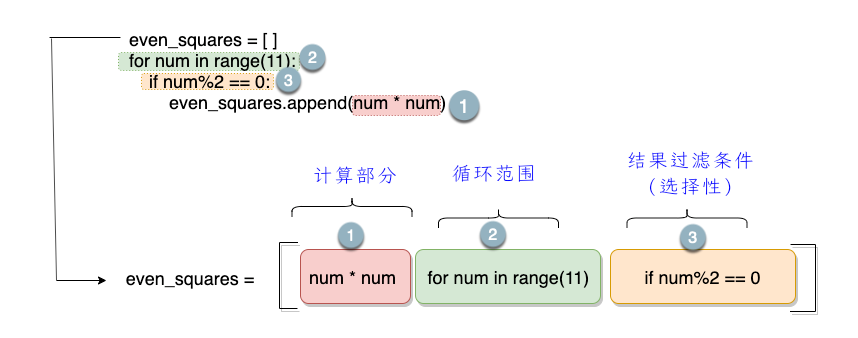 even_squares = [ ]
for num in range(11): 2
if num%2 == 0: 3
even_squares.append(num * num) 1
计算部分 循环范围 结果过滤条件
(选择性)
1 2 3
even_squares = [ num * num for num in range(11) if num%2 == 0 ]